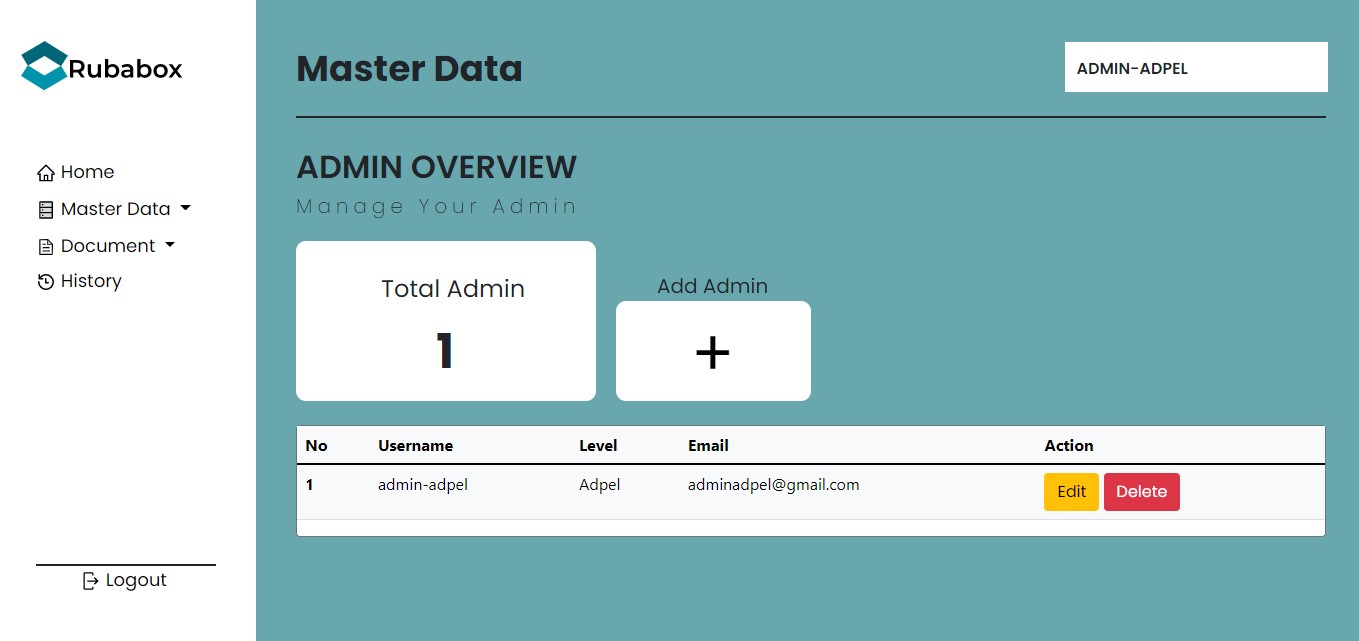 Rubabox
Home
Master Data
Document
History
Logout
Master Data
ADMIN-ADPEL
ADMIN OVERVIEW
Manage Your Admin
Total Admin
1
Add Admin
+
No Username Level Email Action
1 admin-adpel Adpel adminadpel@gmail.com Edit Delete